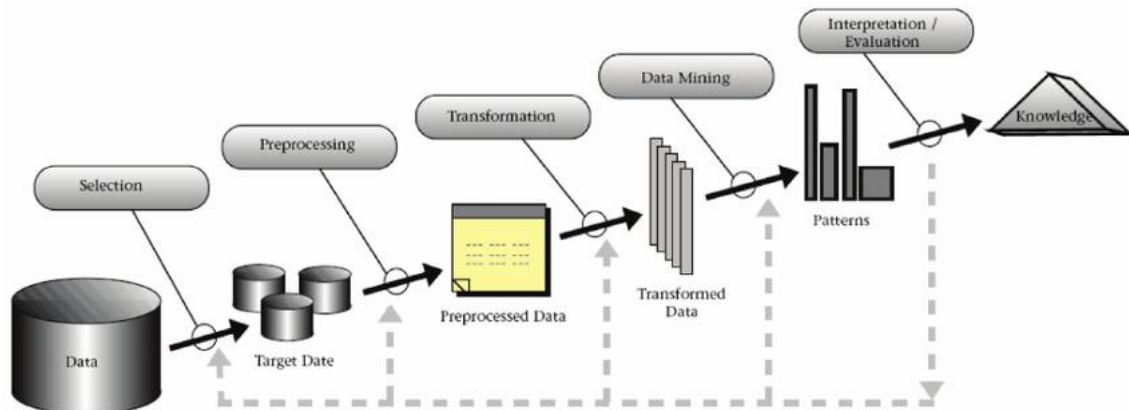 Interpretation /
Evaluation
Data Mining
Knowledge
Transformation
Preprocessing
Patterns
Selection
Transformed
Data
Preprocessed Data
Target Date
Data